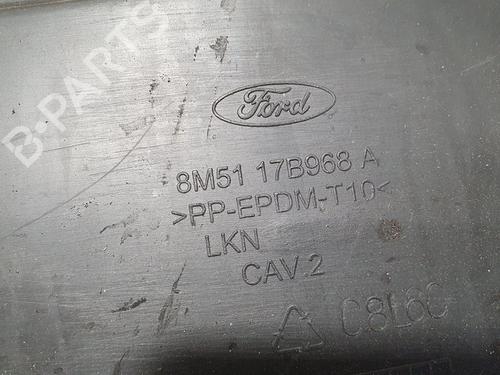 B-PARTS
Ford
8M51 17B968 A
>PP-EPDM-T10<
LKN
CAV 2
C8L6C